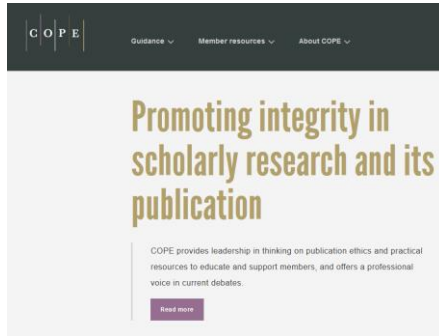 COPE
Guidance Member resources About COPE
Promoting integrity in
scholarly research and its
publication
COPE provides leadership in thinking on publication ethics and practical
resources to educate and support members, and offers a professional
voice in current debates.
Read more